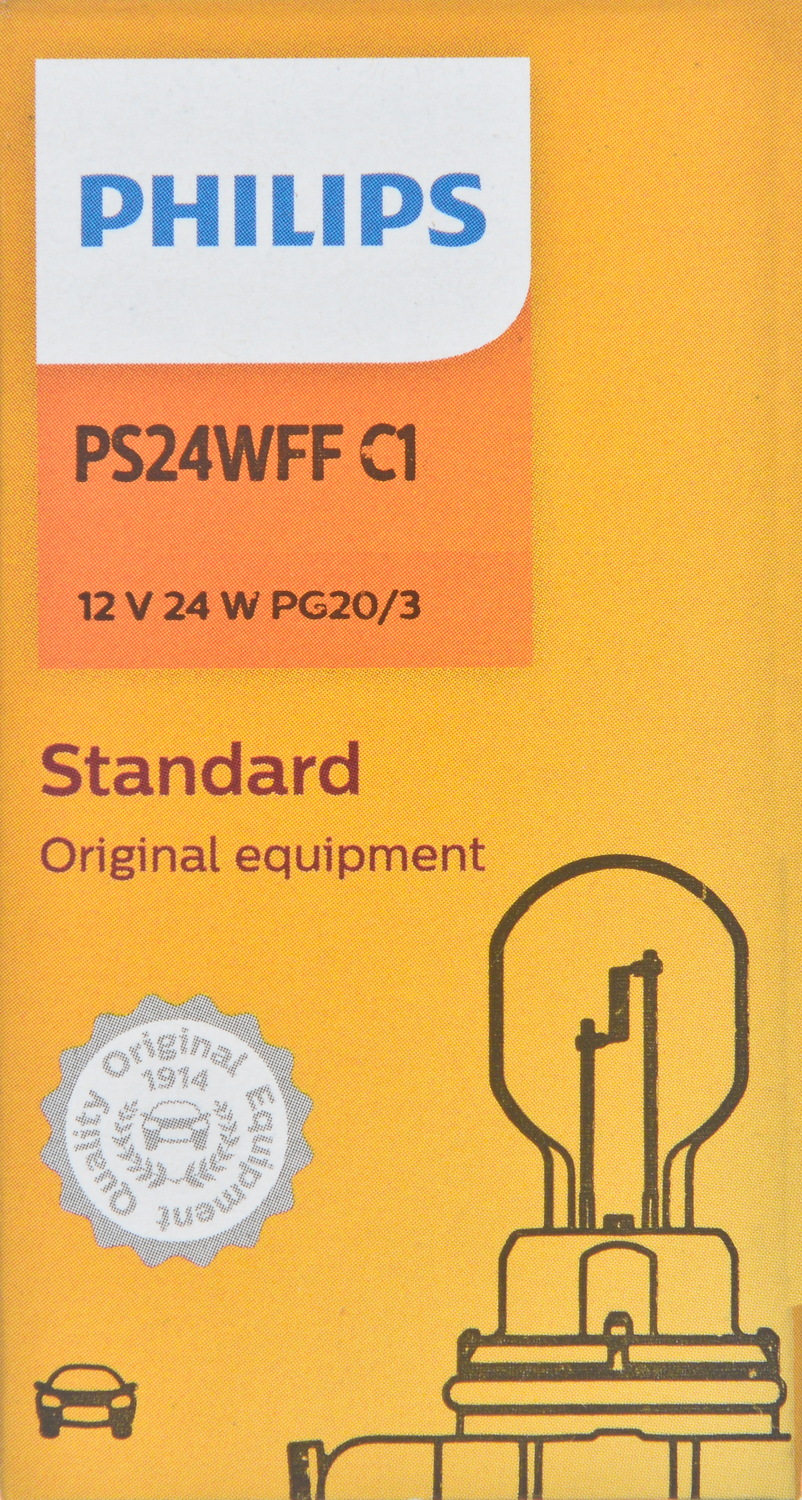 PHILIPS
PS24WFF C1
12 V 24 W PG20/3
Standard
Original equipment
Quality Original Equipment
1914